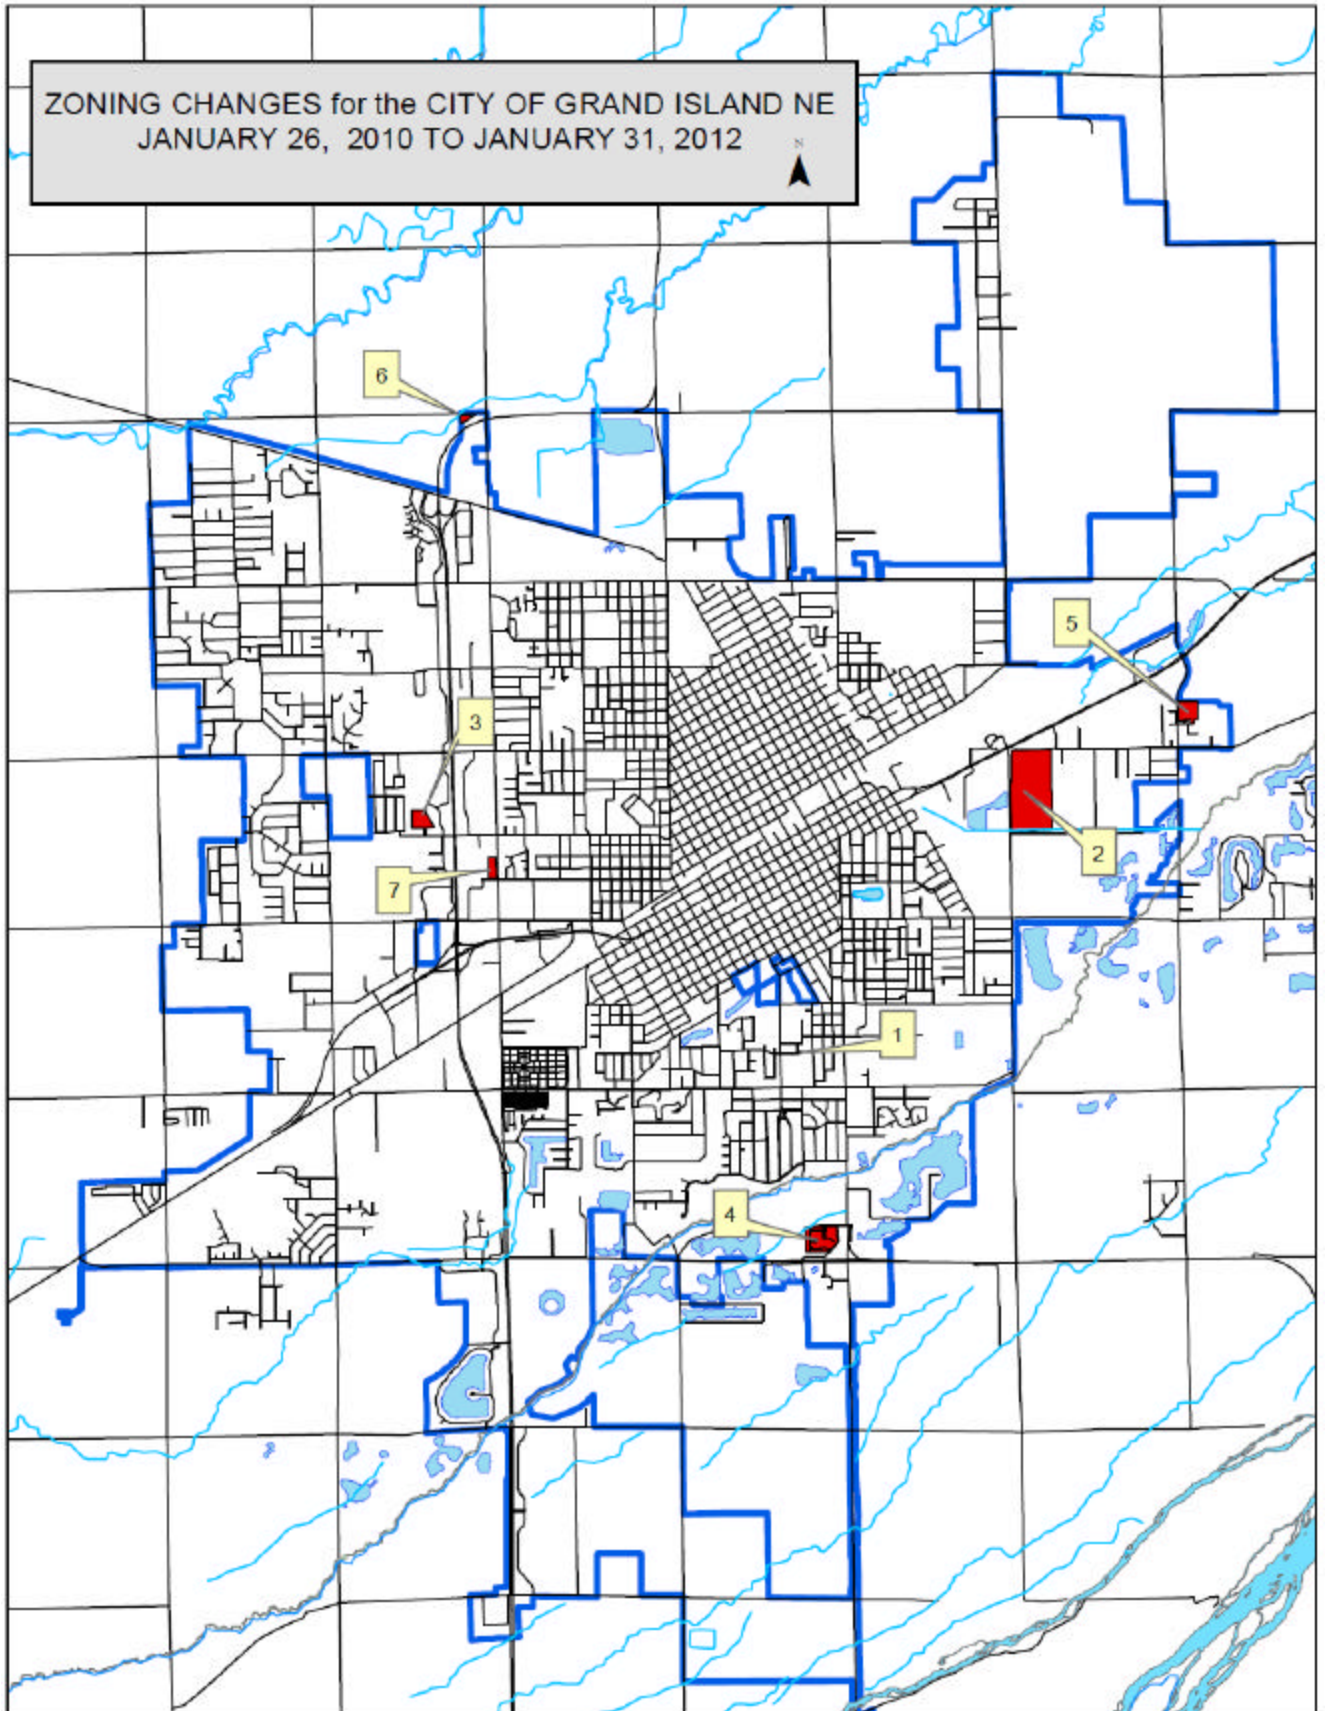 ZONING CHANGES for the CITY OF GRAND ISLAND NE
JANUARY 26, 2010 TO JANUARY 31, 2012
N
6
5
3
2
7
1
4